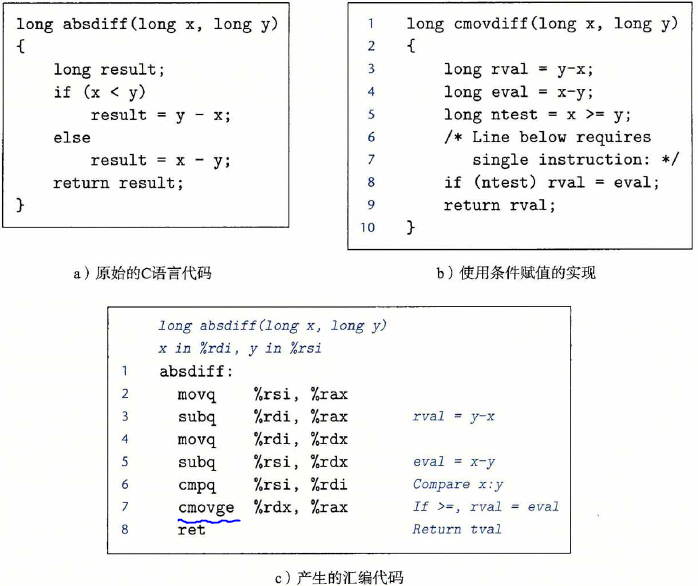 long absdiff(long x, long y)
{
long result;
if (x < y)
result = y - x;
else
result = x - y;
return result;
}
a）原始的C语言代码
1 long cmovdiff(long x, long y)
2 {
3 long rval = y-x;
4 long eval = x-y;
5 long ntest = x >= y;
6 /* Line below requires
7 single instruction: */
8 if (ntest) rval = eval;
9 return rval;
10 }
b）使用条件赋值的实现
long absdiff(long x, long y)
x in %rdi, y in %rsi
1 absdiff:
2 movq %rsi, %rax
3 subq %rdi, %rax rval = y-x
4 movq %rdi, %rdx
5 subq %rsi, %rdx eval = x-y
6 cmpq %rsi, %rdi Compare x:y
7 cmovge %rdx, %rax If >=, rval = eval
8 ret Return tval
c）产生的汇编代码